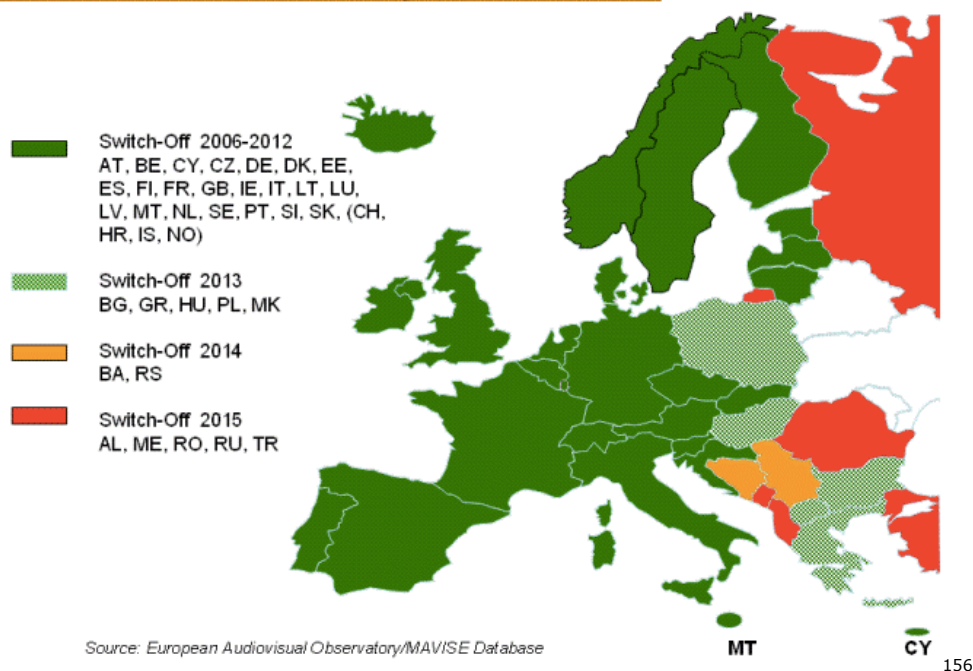 Switch-Off 2006-2012
AT, BE, CY, CZ, DE, DK, EE,
ES, FI, FR, GB, IE, IT, LT, LU,
LV, MT, NL, SE, PT, SI, SK, (CH,
HR, IS, NO)
Switch-Off 2013
BG, GR, HU, PL, MK
Switch-Off 2014
BA, RS
Switch-Off 2015
AL, ME, RO, RU, TR
Source: European Audiovisual Observatory/MAVISE Database
MT
CY
156